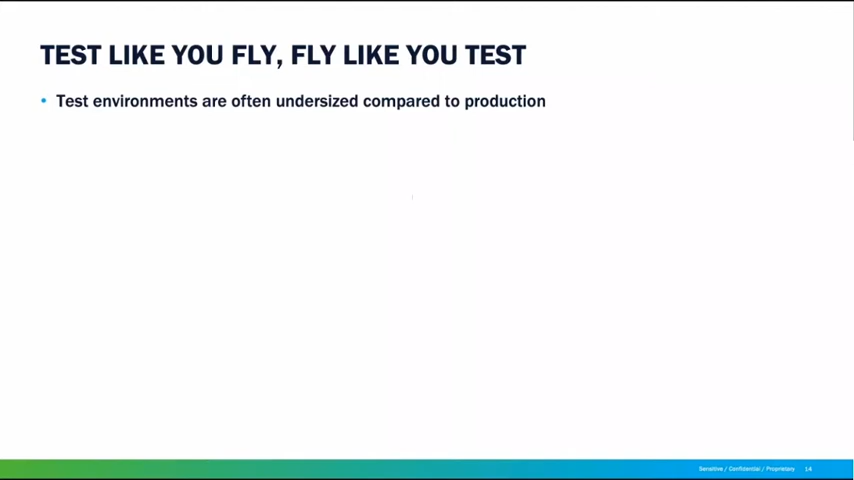 TEST LIKE YOU FLY, FLY LIKE YOU TEST
• Test environments are often undersized compared to production
Sensitive / Confidential / Proprietary 14